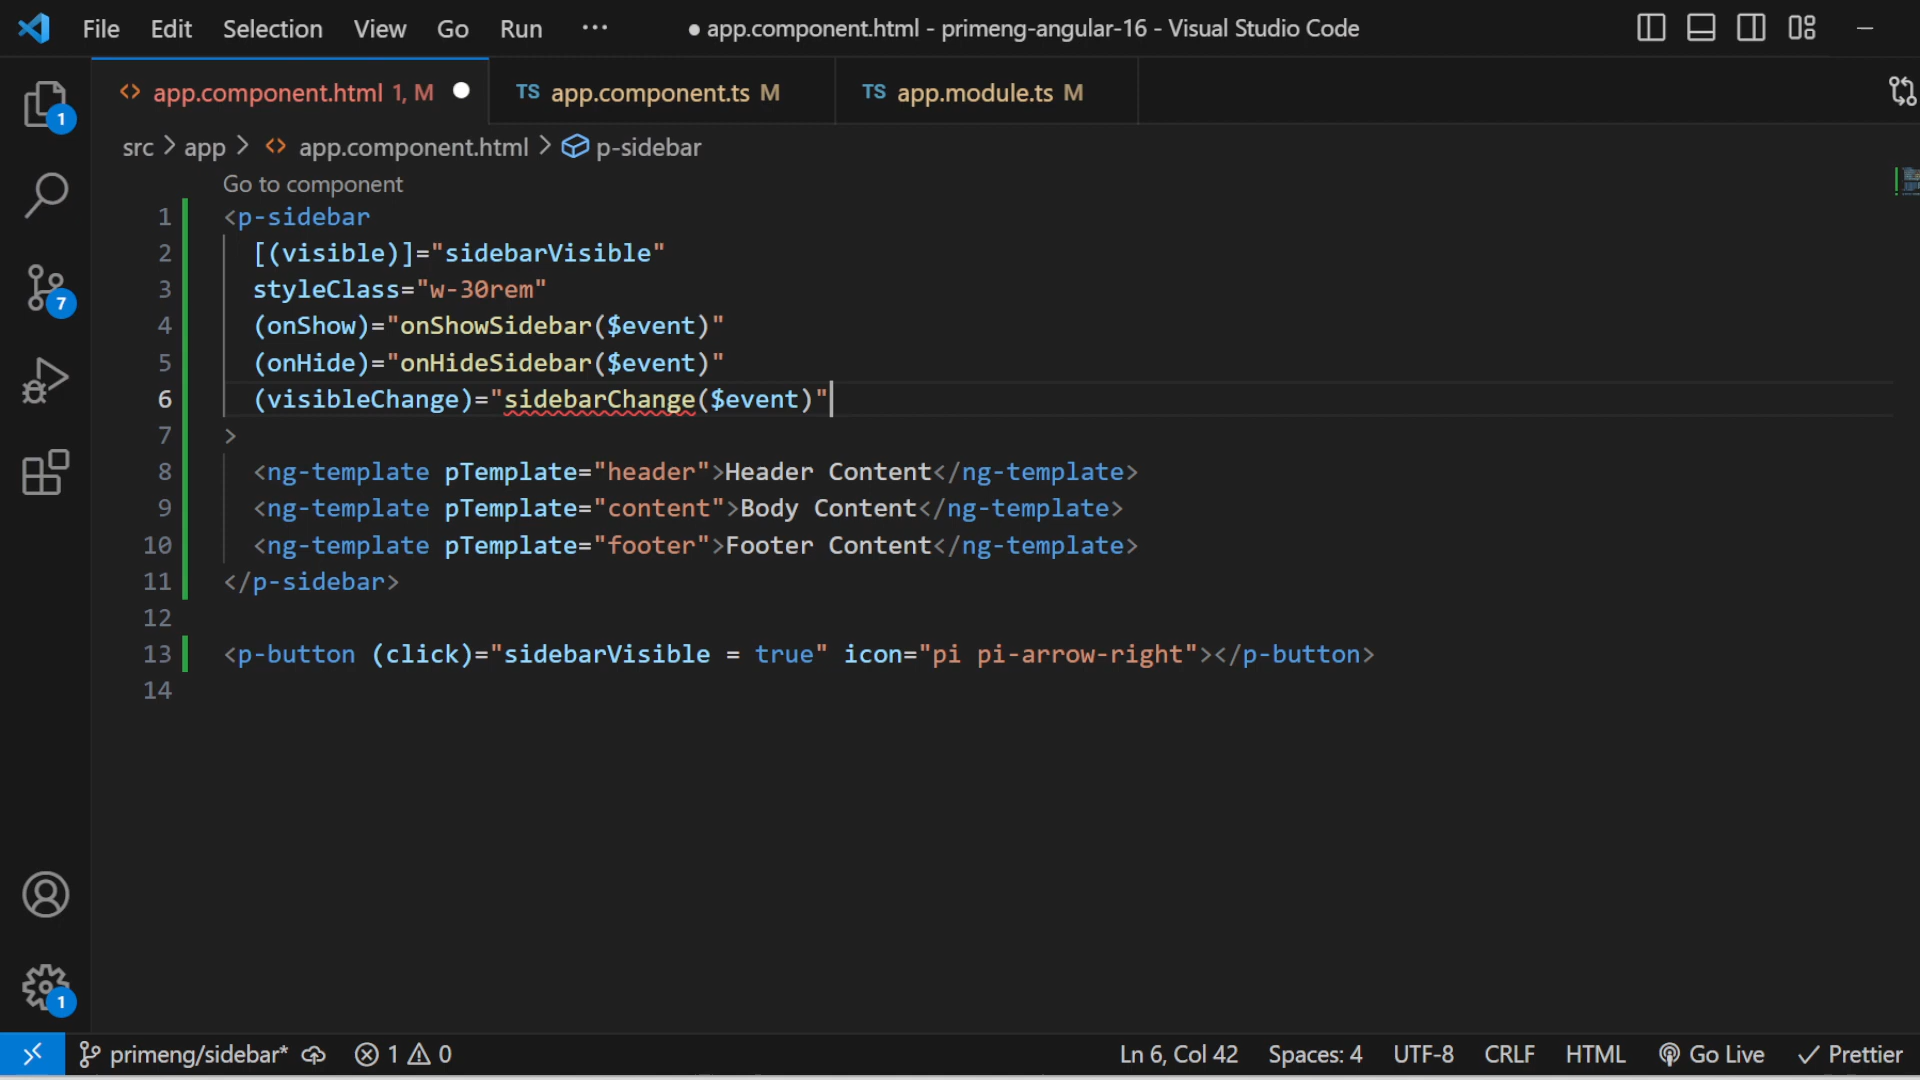 File Edit Selection View Go Run ··· ● app.component.html - primeng-angular-16 - Visual Studio Code
<> app.component.html 1, M ● TS app.component.ts M TS app.module.ts M
1
src > app > <> app.component.html > p-sidebar
Go to component
1 <p-sidebar
2 [(visible)]="sidebarVisible"
3 styleClass="w-30rem"
7
4 (onShow)="onShowSidebar($event)"
5 (onHide)="onHideSidebar($event)"
6 (visibleChange)="sidebarChange($event)"
7 >
8 <ng-template pTemplate="header">Header Content</ng-template>
9 <ng-template pTemplate="content">Body Content</ng-template>
10 <ng-template pTemplate="footer">Footer Content</ng-template>
11 </p-sidebar>
12
13 <p-button (click)="sidebarVisible = true" icon="pi pi-arrow-right"></p-button>
14
1
primeng/sidebar* 1 0 Ln 6, Col 42 Spaces: 4 UTF-8 CRLF HTML Go Live Prettier